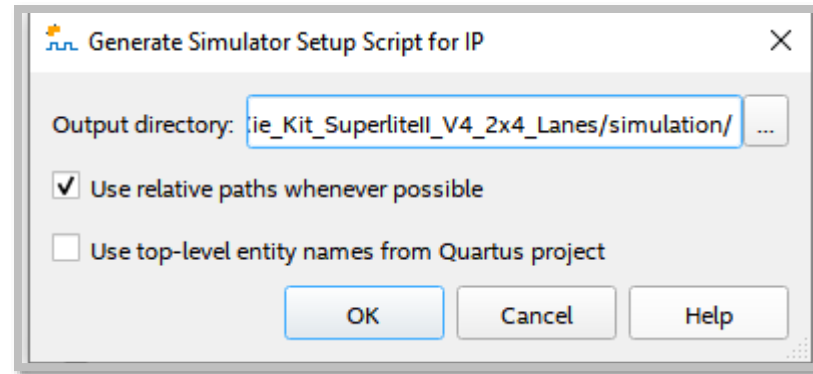 Generate Simulator Setup Script for IP
Output directory: ie_Kit_SuperliteII_V4_2x4_Lanes/simulation/ ...
Use relative paths whenever possible
Use top-level entity names from Quartus project
OK Cancel Help